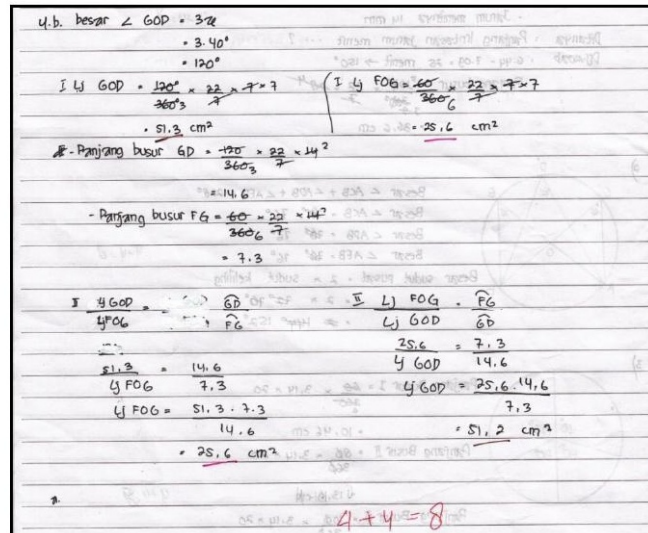 4.b. besar ∠ GOD = 3x
= 3.40°
= 120°
I Lj GOD = 120°/360°3 x 22/7 x 7 x 7
= 51.3 cm²
I Lj FOG = 60/360°6 x 22/7 x 7 x 7
= 25,6 cm²
- Panjang busur GD = 120/360 3 x 22/7 x 14²
= 14.6
- Panjang busur FG = 60/360 6 x 22/7 x 14²
= 7.3
II Lj GOD/Lj FOG = GD/FG
51.3/Lj FOG = 14.6/7.3
Lj FOG = 51.3 . 7.3/14.6
= 25,6 cm²
II Lj FOG/Lj GOD = FG/GD
25,6/Lj GOD = 7.3/14.6
Lj GOD = 25,6 . 14,6/7.3
= 51,2 cm²
4+4=8